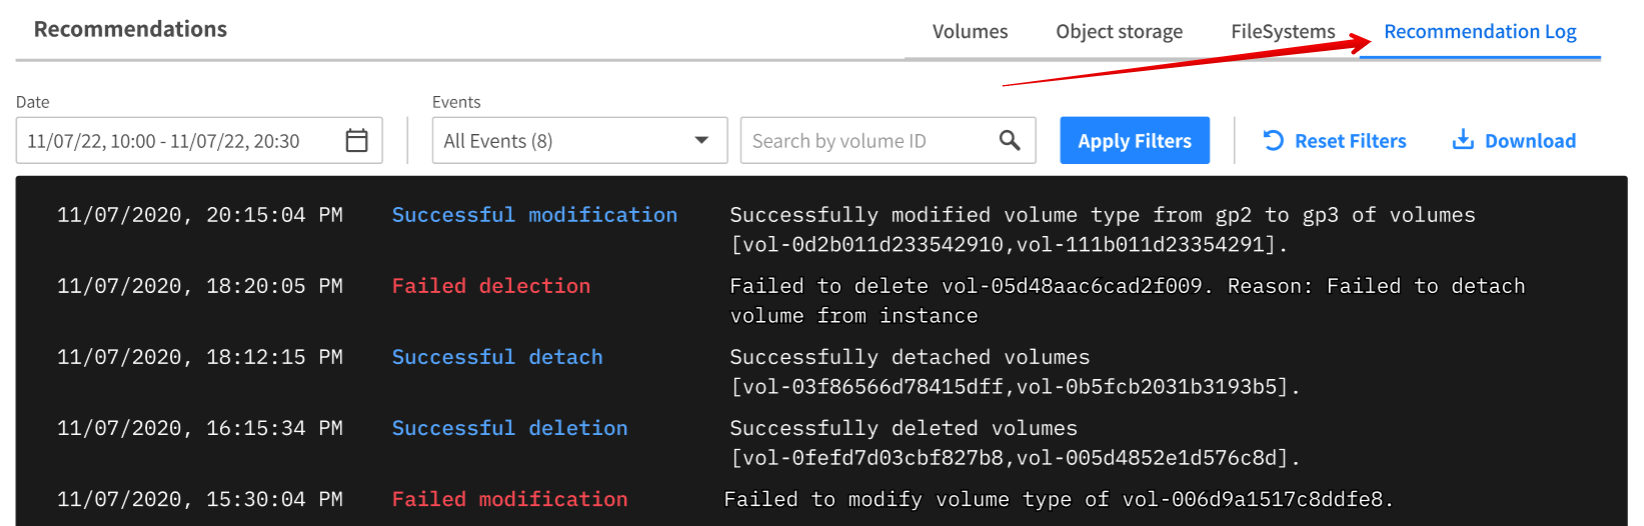 Recommendations
Volumes
Object storage
FileSystems
Recommendation Log
Date
Events
11/07/22, 10:00 - 11/07/22, 20:30
All Events (8)
Search by volume ID
Apply Filters
Reset Filters
Download
11/07/2020, 20:15:04 PM Successful modification Successfully modified volume type from gp2 to gp3 of volumes
[vol-0d2b011d233542910,vol-111b011d23354291].
11/07/2020, 18:20:05 PM Failed delection Failed to delete vol-05d48aac6cad2f009. Reason: Failed to detach
volume from instance
11/07/2020, 18:12:15 PM Successful detach Successfully detached volumes
[vol-03f86566d78415dff,vol-0b5fcb2031b3193b5].
11/07/2020, 16:15:34 PM Successful deletion Successfully deleted volumes
[vol-0fefd7d03cbf827b8,vol-005d4852e1d576c8d].
11/07/2020, 15:30:04 PM Failed modification Failed to modify volume type of vol-006d9a1517c8ddfe8.